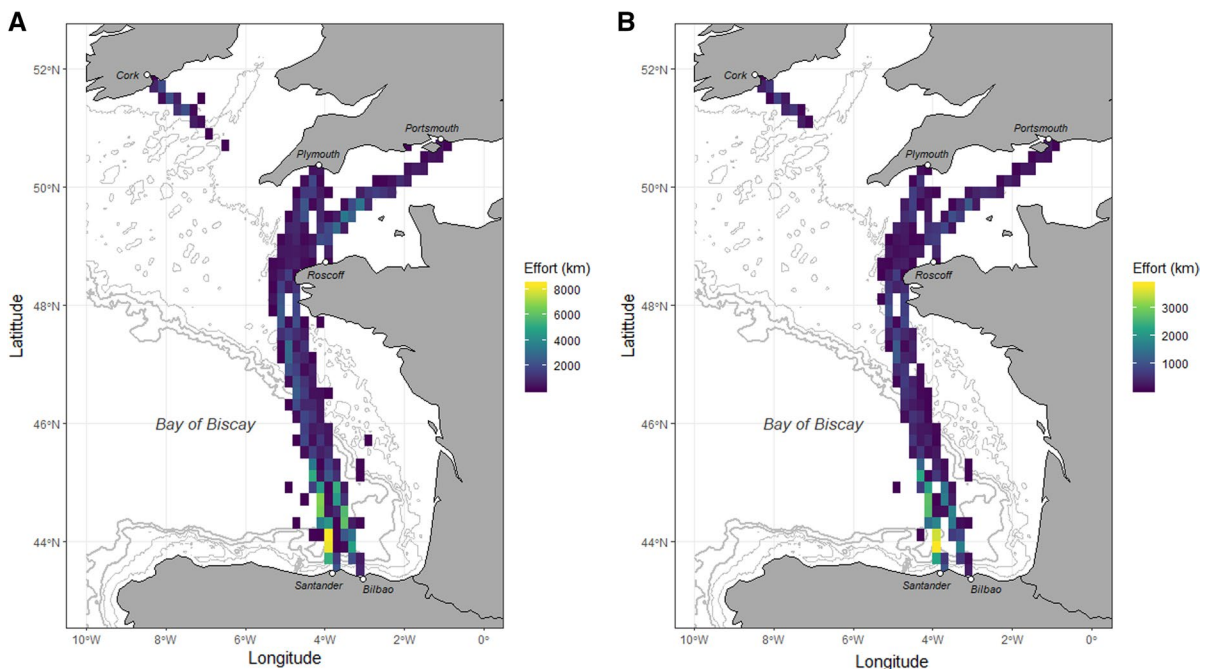 A
52°N
50°N
48°N
46°N
44°N
Latitude
Cork
Portsmouth
Plymouth
Roscoff
Bay of Biscay
Santander
Bilbao
10°W
8°W
6°W
4°W
2°W
0°
Longitude
Effort (km)
8000
6000
4000
2000
B
52°N
50°N
48°N
46°N
44°N
Latitude
Cork
Portsmouth
Plymouth
Roscoff
Bay of Biscay
Santander
Bilbao
10°W
8°W
6°W
4°W
2°W
0°
Longitude
Effort (km)
3000
2000
1000